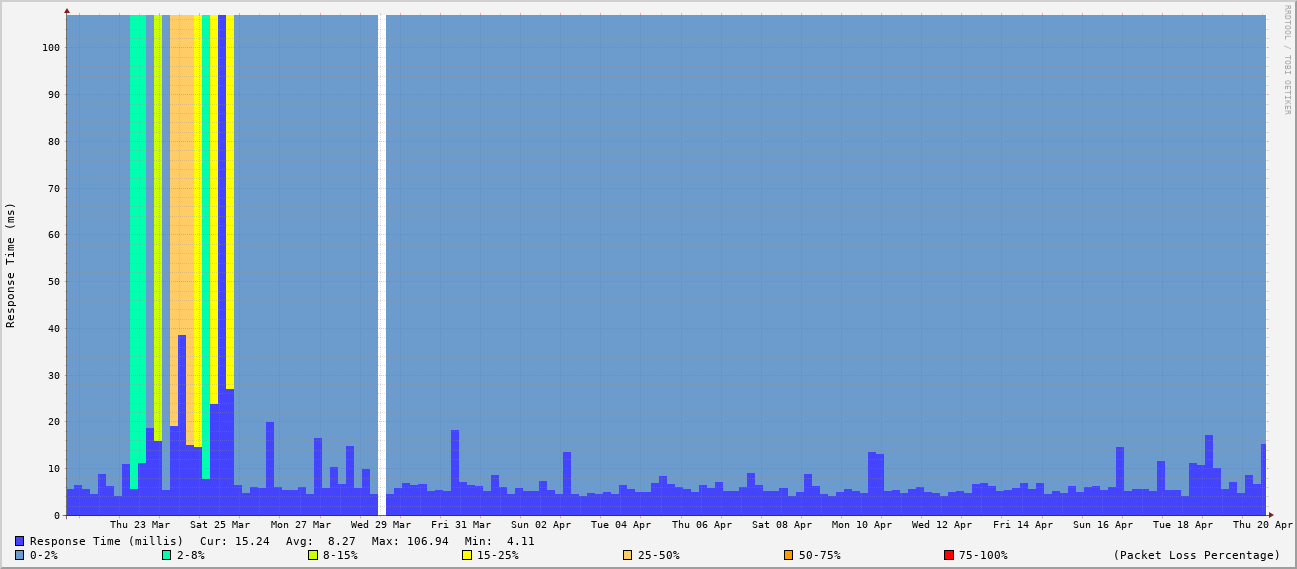 RRDTOOL / TOBI OETIKER
Response Time (ms)
100
90
80
70
60
50
40
30
20
10
0
Thu 23 Mar Sat 25 Mar Mon 27 Mar Wed 29 Mar Fri 31 Mar Sun 02 Apr Tue 04 Apr Thu 06 Apr Sat 08 Apr Mon 10 Apr Wed 12 Apr Fri 14 Apr Sun 16 Apr Tue 18 Apr Thu 20 Apr
Response Time (millis) Cur: 15.24 Avg: 8.27 Max: 106.94 Min: 4.11
0-2% 2-8% 8-15% 15-25% 25-50% 50-75% 75-100% (Packet Loss Percentage)